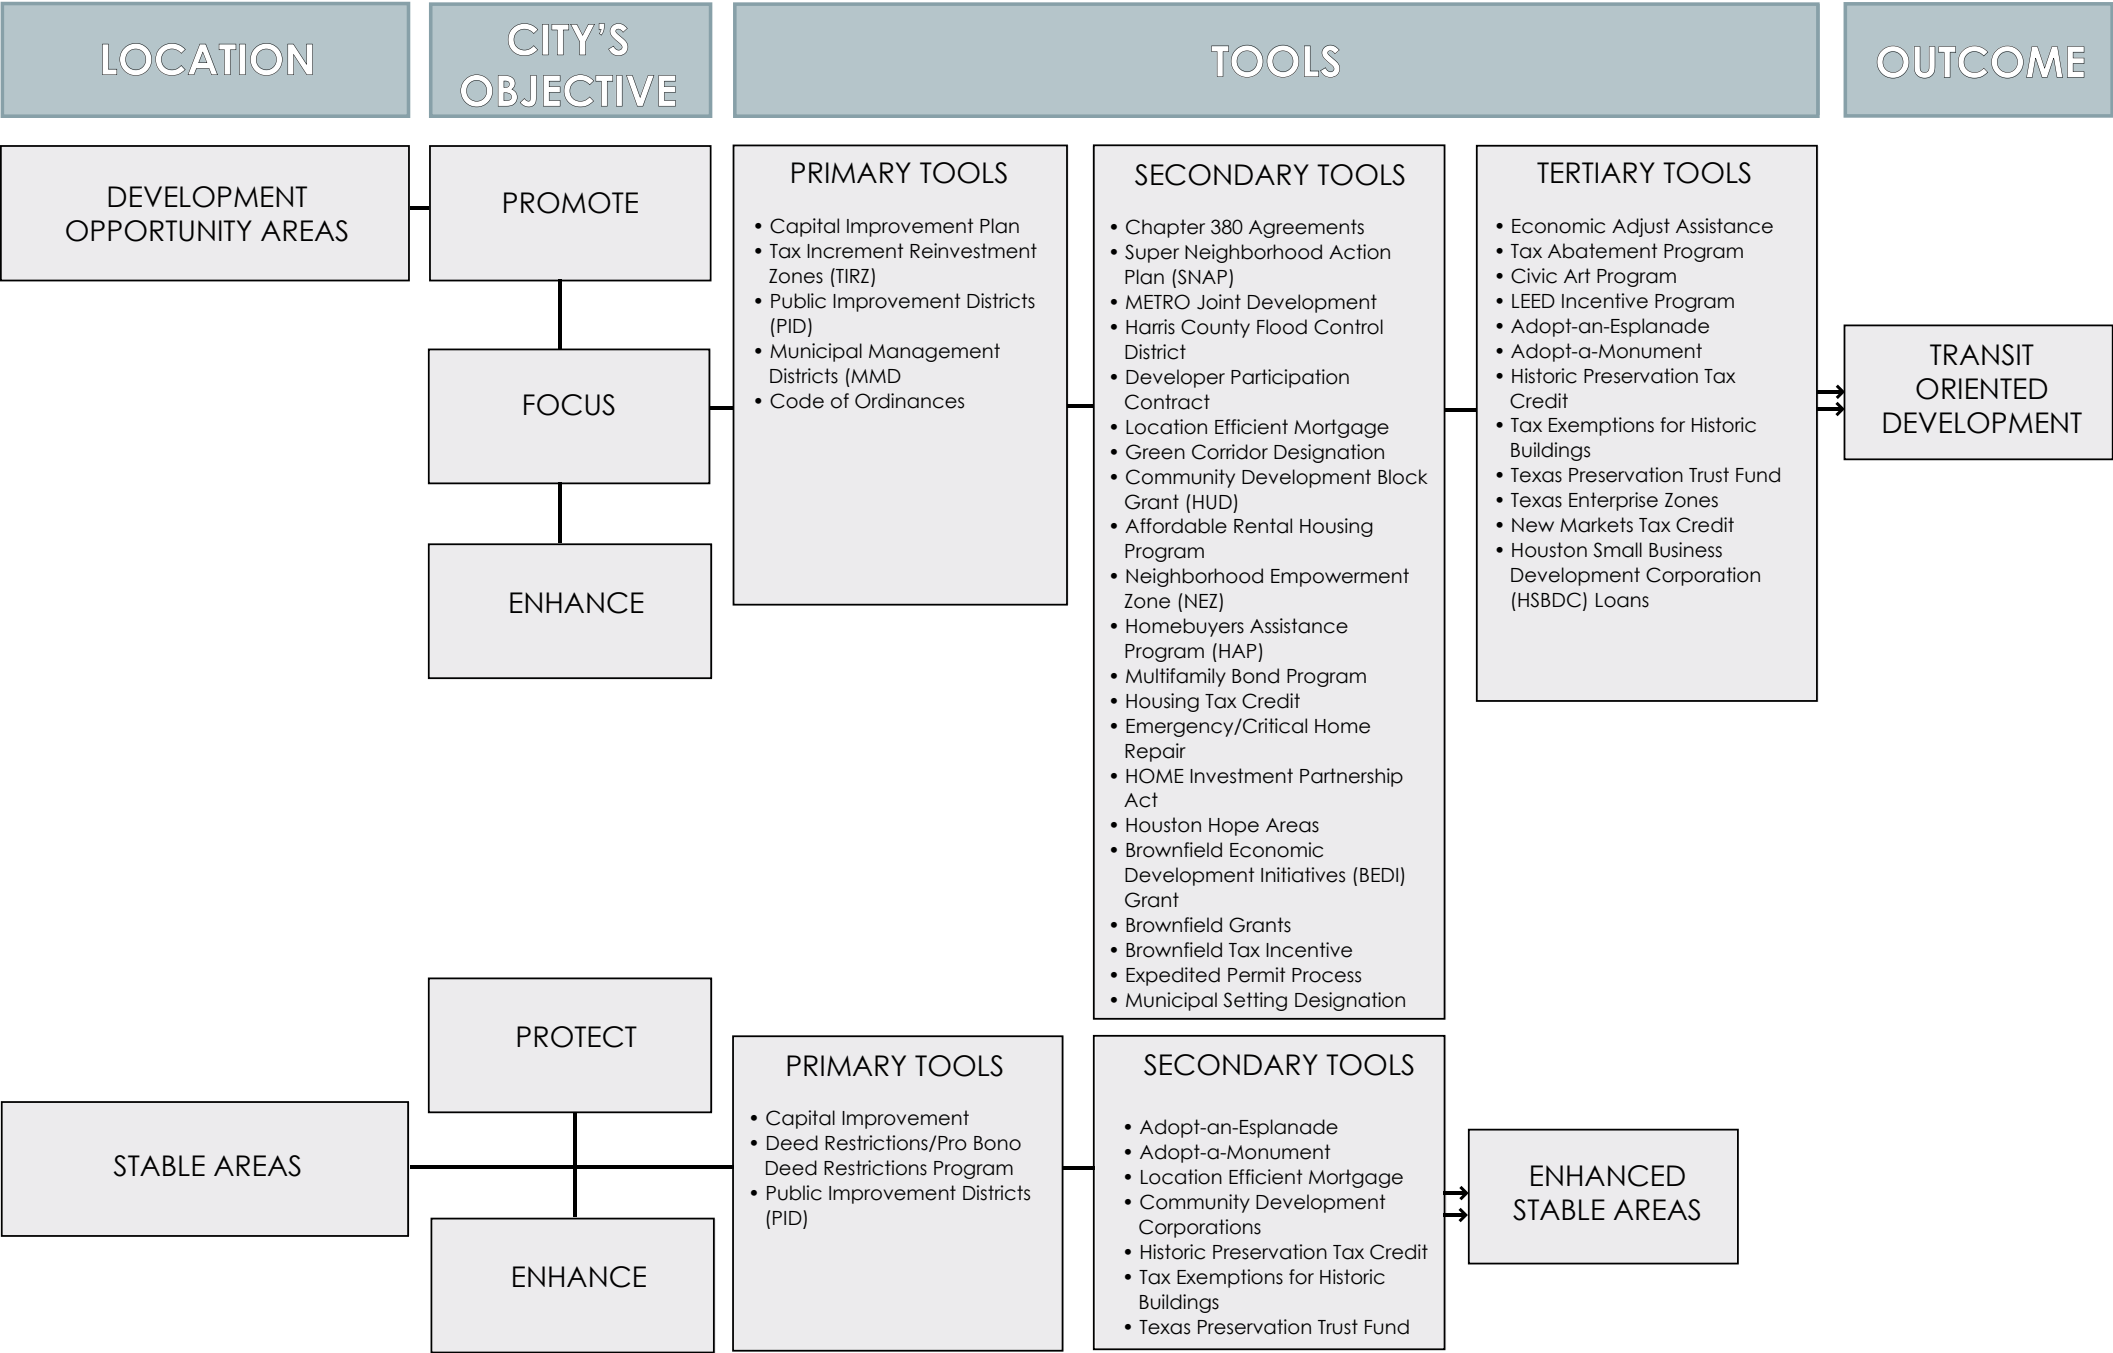 LOCATION
CITY'S
OBJECTIVE
TOOLS
OUTCOME
DEVELOPMENT
OPPORTUNITY AREAS
PROMOTE
FOCUS
ENHANCE
PRIMARY TOOLS
• Capital Improvement Plan
• Tax Increment Reinvestment
Zones (TIRZ)
• Public Improvement Districts
(PID)
• Municipal Management
Districts (MMD
• Code of Ordinances
SECONDARY TOOLS
• Chapter 380 Agreements
• Super Neighborhood Action
Plan (SNAP)
• METRO Joint Development
• Harris County Flood Control
District
• Developer Participation
Contract
• Location Efficient Mortgage
• Green Corridor Designation
• Community Development Block
Grant (HUD)
• Affordable Rental Housing
Program
• Neighborhood Empowerment
Zone (NEZ)
• Homebuyers Assistance
Program (HAP)
• Multifamily Bond Program
• Housing Tax Credit
• Emergency/Critical Home
Repair
• HOME Investment Partnership
Act
• Houston Hope Areas
• Brownfield Economic
Development Initiatives (BEDI)
Grant
• Brownfield Grants
• Brownfield Tax Incentive
• Expedited Permit Process
• Municipal Setting Designation
TERTIARY TOOLS
• Economic Adjust Assistance
• Tax Abatement Program
• Civic Art Program
• LEED Incentive Program
• Adopt-an-Esplanade
• Adopt-a-Monument
• Historic Preservation Tax
Credit
• Tax Exemptions for Historic
Buildings
• Texas Preservation Trust Fund
• Texas Enterprise Zones
• New Markets Tax Credit
• Houston Small Business
Development Corporation
(HSBDC) Loans
TRANSIT
ORIENTED
DEVELOPMENT
STABLE AREAS
PROTECT
ENHANCE
PRIMARY TOOLS
• Capital Improvement
• Deed Restrictions/Pro Bono
Deed Restrictions Program
• Public Improvement Districts
(PID)
SECONDARY TOOLS
• Adopt-an-Esplanade
• Adopt-a-Monument
• Location Efficient Mortgage
• Community Development
Corporations
• Historic Preservation Tax Credit
• Tax Exemptions for Historic
Buildings
• Texas Preservation Trust Fund
ENHANCED
STABLE AREAS